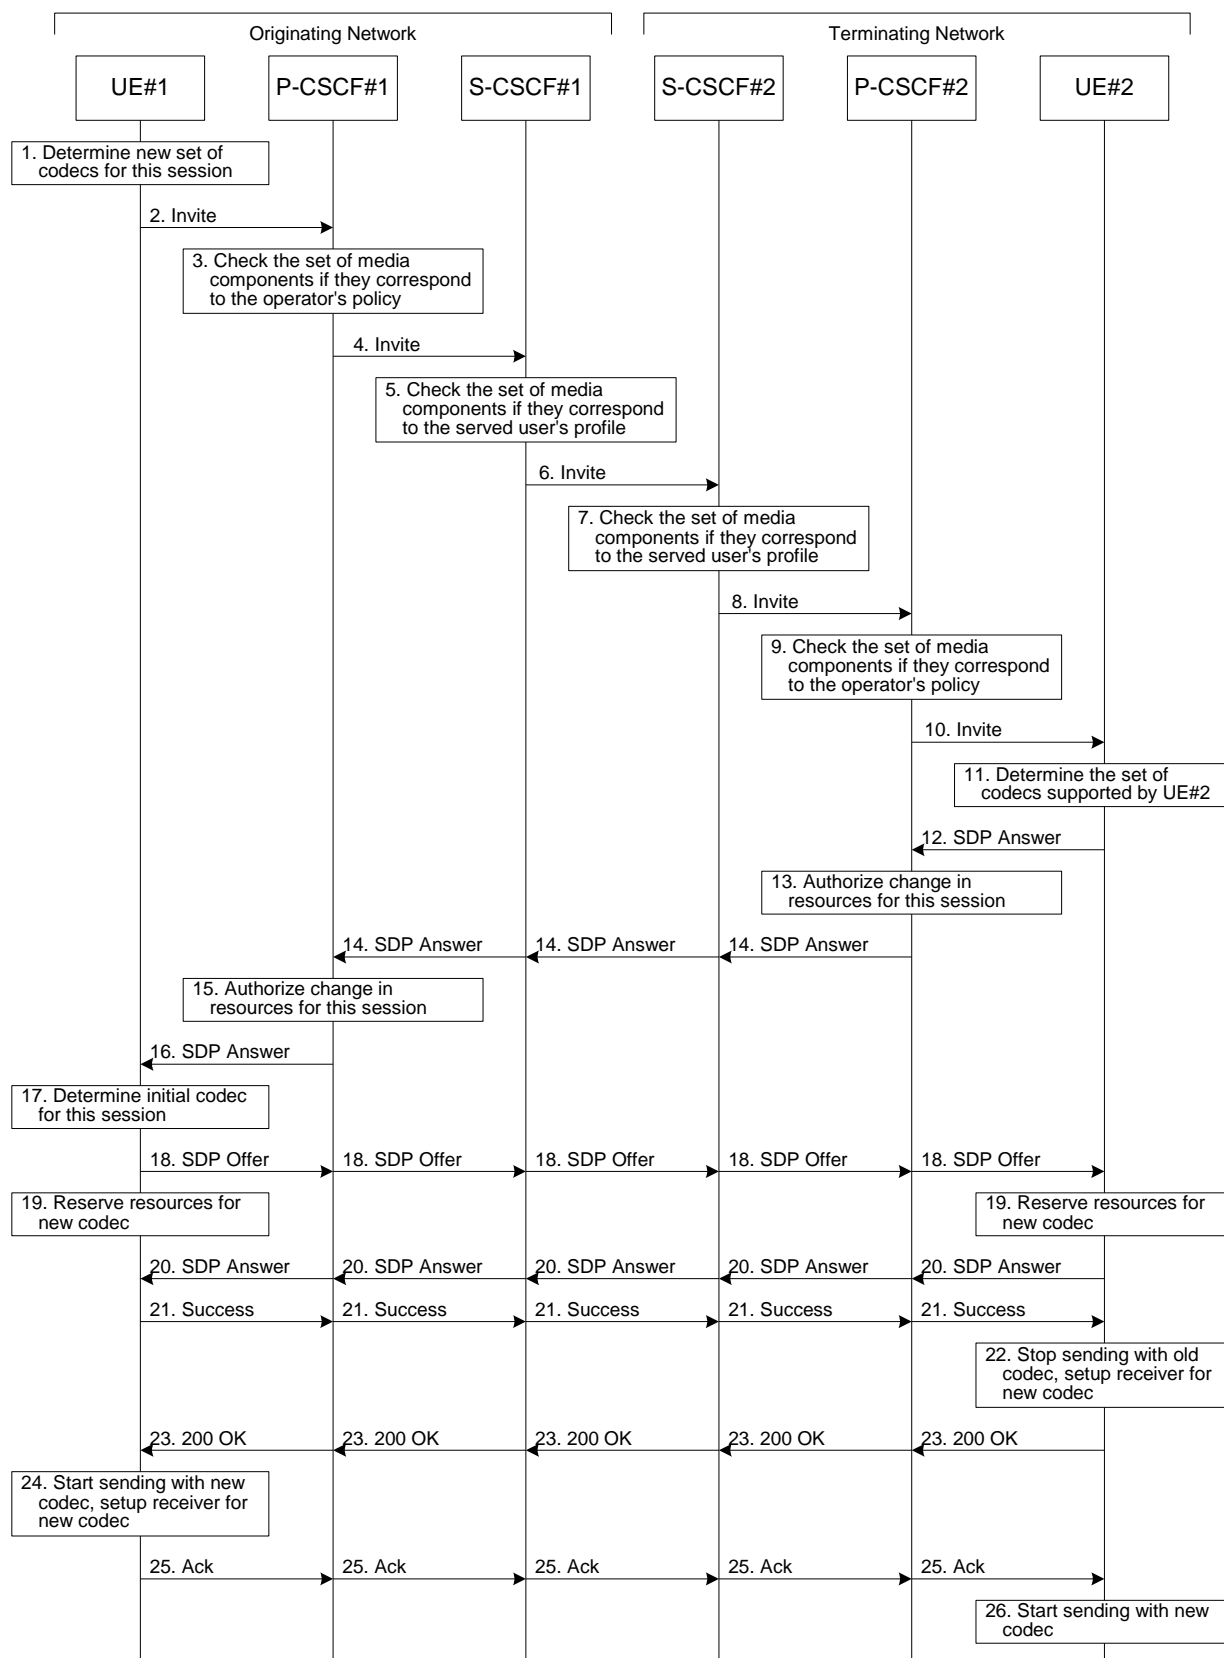 Originating Network
Terminating Network
UE#1
P-CSCF#1
S-CSCF#1
S-CSCF#2
P-CSCF#2
UE#2
1. Determine new set of
codecs for this session
2. Invite
3. Check the set of media
components if they correspond
to the operator's policy
4. Invite
5. Check the set of media
components if they correspond
to the served user's profile
6. Invite
7. Check the set of media
components if they correspond
to the served user's profile
8. Invite
9. Check the set of media
components if they correspond
to the operator's policy
10. Invite
11. Determine the set of
codecs supported by UE#2
12. SDP Answer
13. Authorize change in
resources for this session
14. SDP Answer
14. SDP Answer
14. SDP Answer
15. Authorize change in
resources for this session
16. SDP Answer
17. Determine initial codec
for this session
18. SDP Offer
18. SDP Offer
18. SDP Offer
18. SDP Offer
18. SDP Offer
19. Reserve resources for
new codec
19. Reserve resources for
new codec
20. SDP Answer
20. SDP Answer
20. SDP Answer
20. SDP Answer
20. SDP Answer
21. Success
21. Success
21. Success
21. Success
21. Success
22. Stop sending with old
codec, setup receiver for
new codec
23. 200 OK
23. 200 OK
23. 200 OK
23. 200 OK
23. 200 OK
24. Start sending with new
codec, setup receiver for
new codec
25. Ack
25. Ack
25. Ack
25. Ack
25. Ack
26. Start sending with new
codec